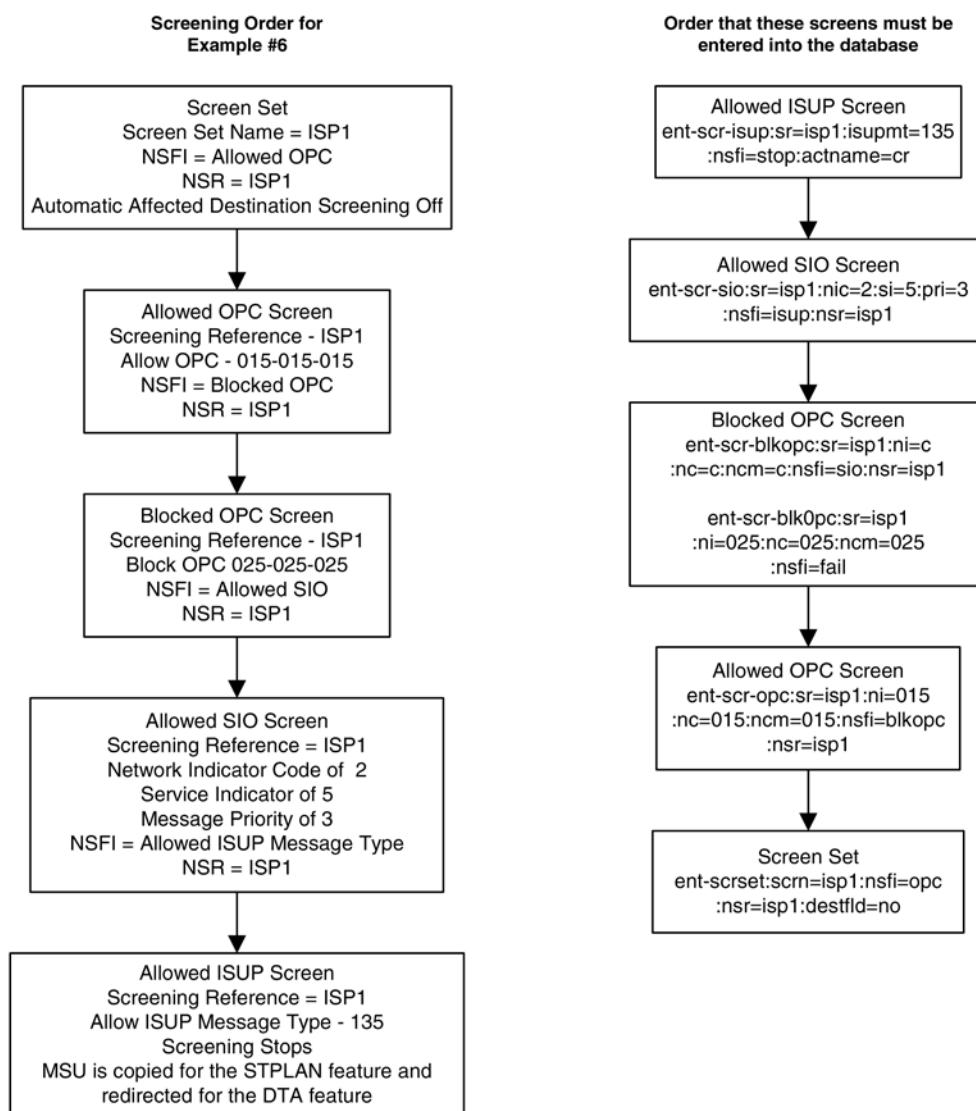 Screening Order for
Example #6
Screen Set
Screen Set Name = ISP1
NSFI = Allowed OPC
NSR = ISP1
Automatic Affected Destination Screening Off
Allowed OPC Screen
Screening Reference - ISP1
Allow OPC - 015-015-015
NSFI = Blocked OPC
NSR = ISP1
Blocked OPC Screen
Screening Reference - ISP1
Block OPC 025-025-025
NSFI = Allowed SIO
NSR = ISP1
Allowed SIO Screen
Screening Reference = ISP1
Network Indicator Code of 2
Service Indicator of 5
Message Priority of 3
NSFI = Allowed ISUP Message Type
NSR = ISP1
Allowed ISUP Screen
Screening Reference = ISP1
Allow ISUP Message Type - 135
Screening Stops
MSU is copied for the STPLAN feature and
redirected for the DTA feature
Order that these screens must be
entered into the database
Allowed ISUP Screen
ent-scr-isup:sr=isp1:isupmt=135
:nsfi=stop:actname=cr
Allowed SIO Screen
ent-scr-sio:sr=isp1:nic=2:si=5:pri=3
:nsfi=isup:nsr=isp1
Blocked OPC Screen
ent-scr-blkopc:sr=isp1:ni=c
:nc=c:ncm=c:nsfi=sio:nsr=isp1
ent-scr-blk0pc:sr=isp1
:ni=025:nc=025:ncm=025
:nsfi=fail
Allowed OPC Screen
ent-scr-opc:sr=isp1:ni=015
:nc=015:ncm=015:nsfi=blkopc
:nsr=isp1
Screen Set
ent-scrset:scrn=isp1:nsfi=opc
:nsr=isp1:destfld=no